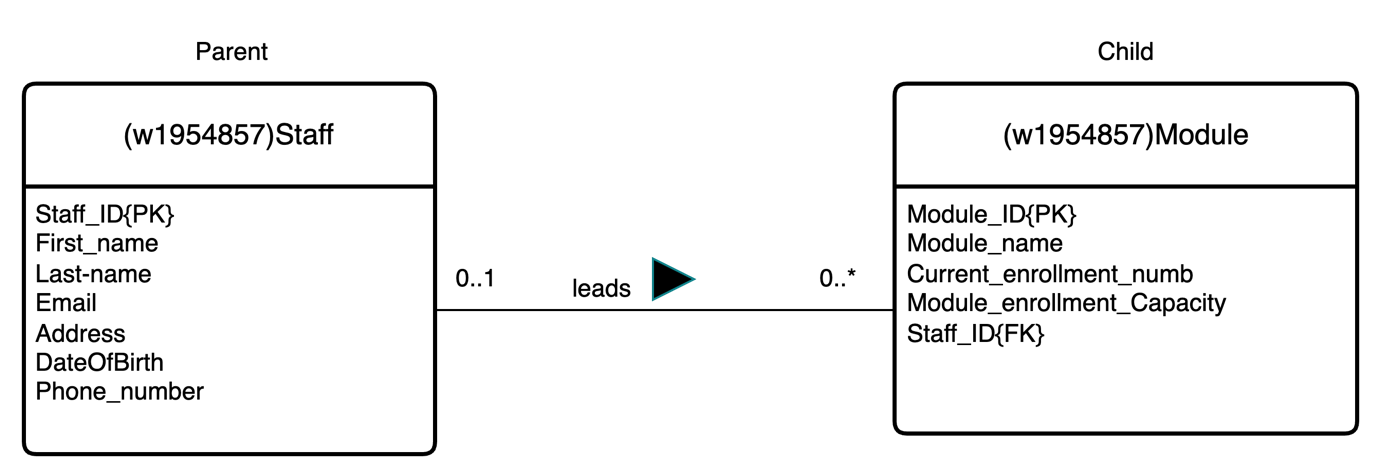 Parent
Child
(w1954857)Staff
(w1954857)Module
Staff_ID{PK}
First_name
Last-name
Email
Address
DateOfBirth
Phone_number
0..1
leads
0..*
Module_ID{PK}
Module_name
Current_enrollment_numb
Module_enrollment_Capacity
Staff_ID{FK}